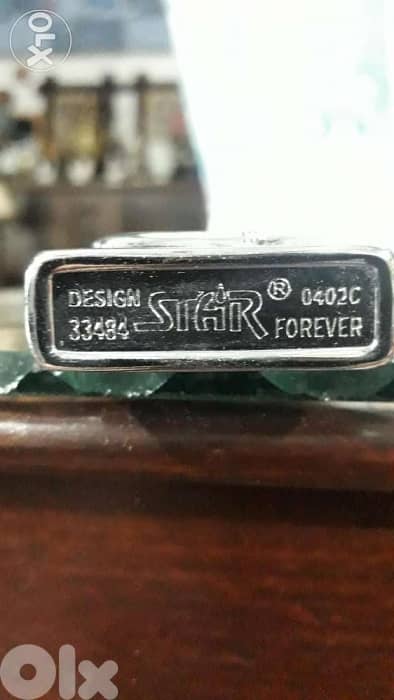 OLX
DESIGN STAR ® 0402C
33484 FOREVER
OLX